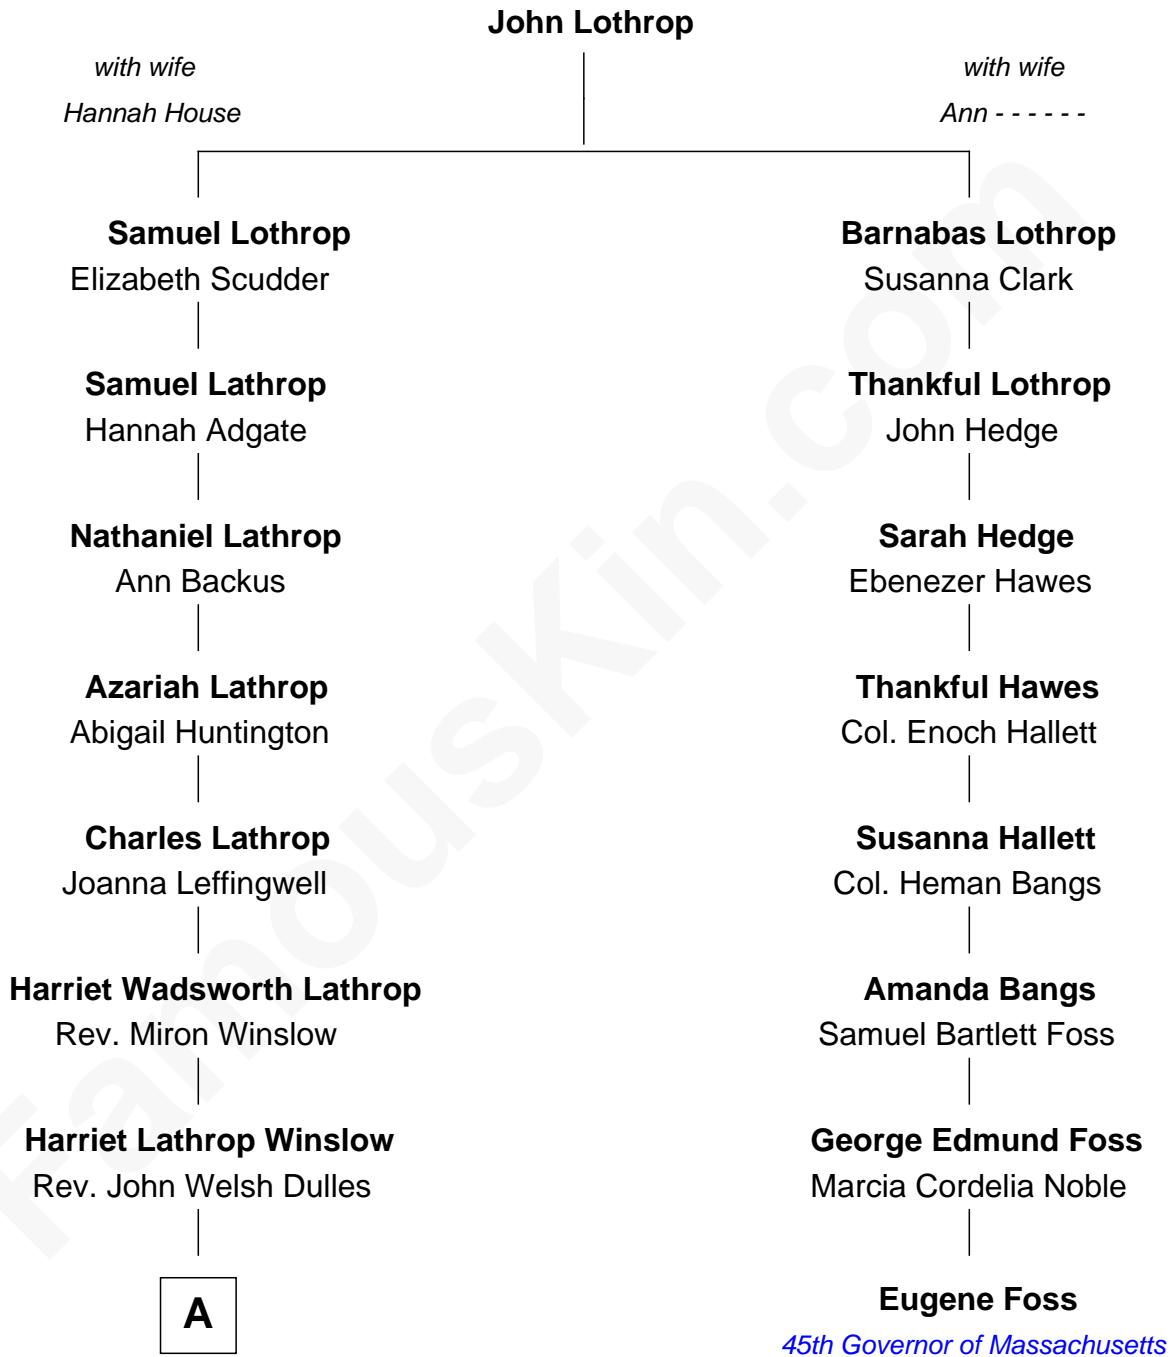 John Lothrop
with wife
Hannah House
with wife
Ann - - - - - -
Samuel Lothrop
Elizabeth Scudder
Barnabas Lothrop
Susanna Clark
Samuel Lathrop
Hannah Adgate
Thankful Lothrop
John Hedge
Nathaniel Lathrop
Ann Backus
Sarah Hedge
Ebenezer Hawes
Azariah Lathrop
Abigail Huntington
Thankful Hawes
Col. Enoch Hallett
Charles Lathrop
Joanna Leffingwell
Susanna Hallett
Col. Heman Bangs
Harriet Wadsworth Lathrop
Rev. Miron Winslow
Amanda Bangs
Samuel Bartlett Foss
Harriet Lathrop Winslow
Rev. John Welsh Dulles
George Edmund Foss
Marcia Cordelia Noble
A
Eugene Foss
45th Governor of Massachusetts
FamousKin.com